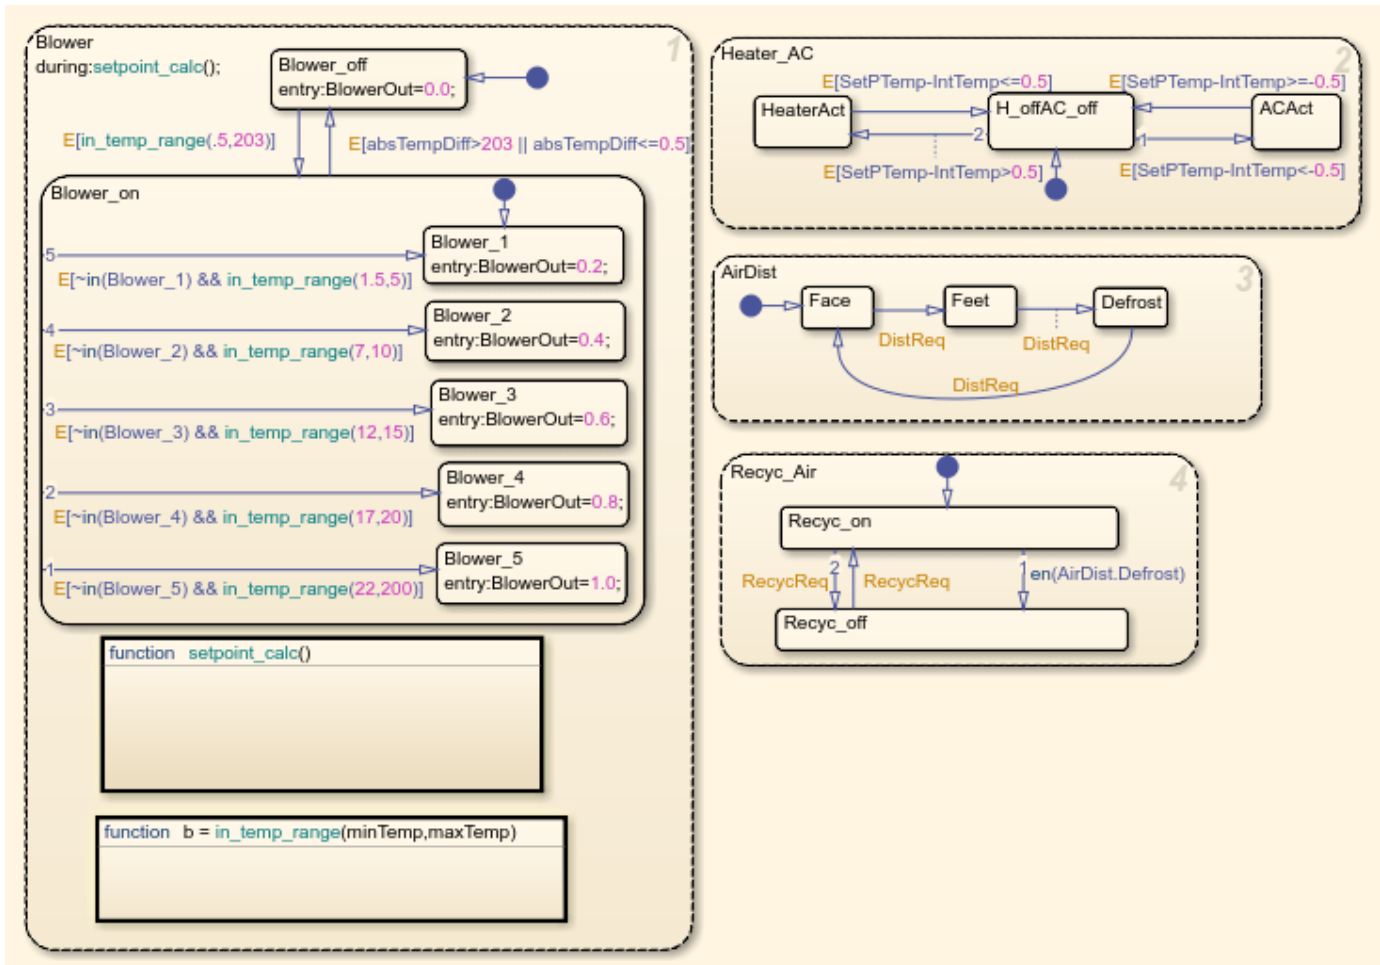 Blower
1
during:setpoint_calc();
Blower_off
entry:BlowerOut=0.0;
E[in_temp_range(.5,203)]
E[absTempDiff>203 || absTempDiff<=0.5]
Blower_on
5
Blower_1
entry:BlowerOut=0.2;
E[~in(Blower_1) && in_temp_range(1.5,5)]
4
Blower_2
entry:BlowerOut=0.4;
E[~in(Blower_2) && in_temp_range(7,10)]
3
Blower_3
entry:BlowerOut=0.6;
E[~in(Blower_3) && in_temp_range(12,15)]
2
Blower_4
entry:BlowerOut=0.8;
E[~in(Blower_4) && in_temp_range(17,20)]
1
Blower_5
entry:BlowerOut=1.0;
E[~in(Blower_5) && in_temp_range(22,200)]
function setpoint_calc()
function b = in_temp_range(minTemp,maxTemp)
Heater_AC
2
E[SetPTemp-IntTemp<=0.5]
E[SetPTemp-IntTemp>=-0.5]
HeaterAct
H_offAC_off
ACAct
2
1
E[SetPTemp-IntTemp>0.5]
E[SetPTemp-IntTemp<-0.5]
AirDist
3
Face
Feet
Defrost
DistReq
DistReq
DistReq
Recyc_Air
4
Recyc_on
2
1
RecycReq
RecycReq
en(AirDist.Defrost)
Recyc_off